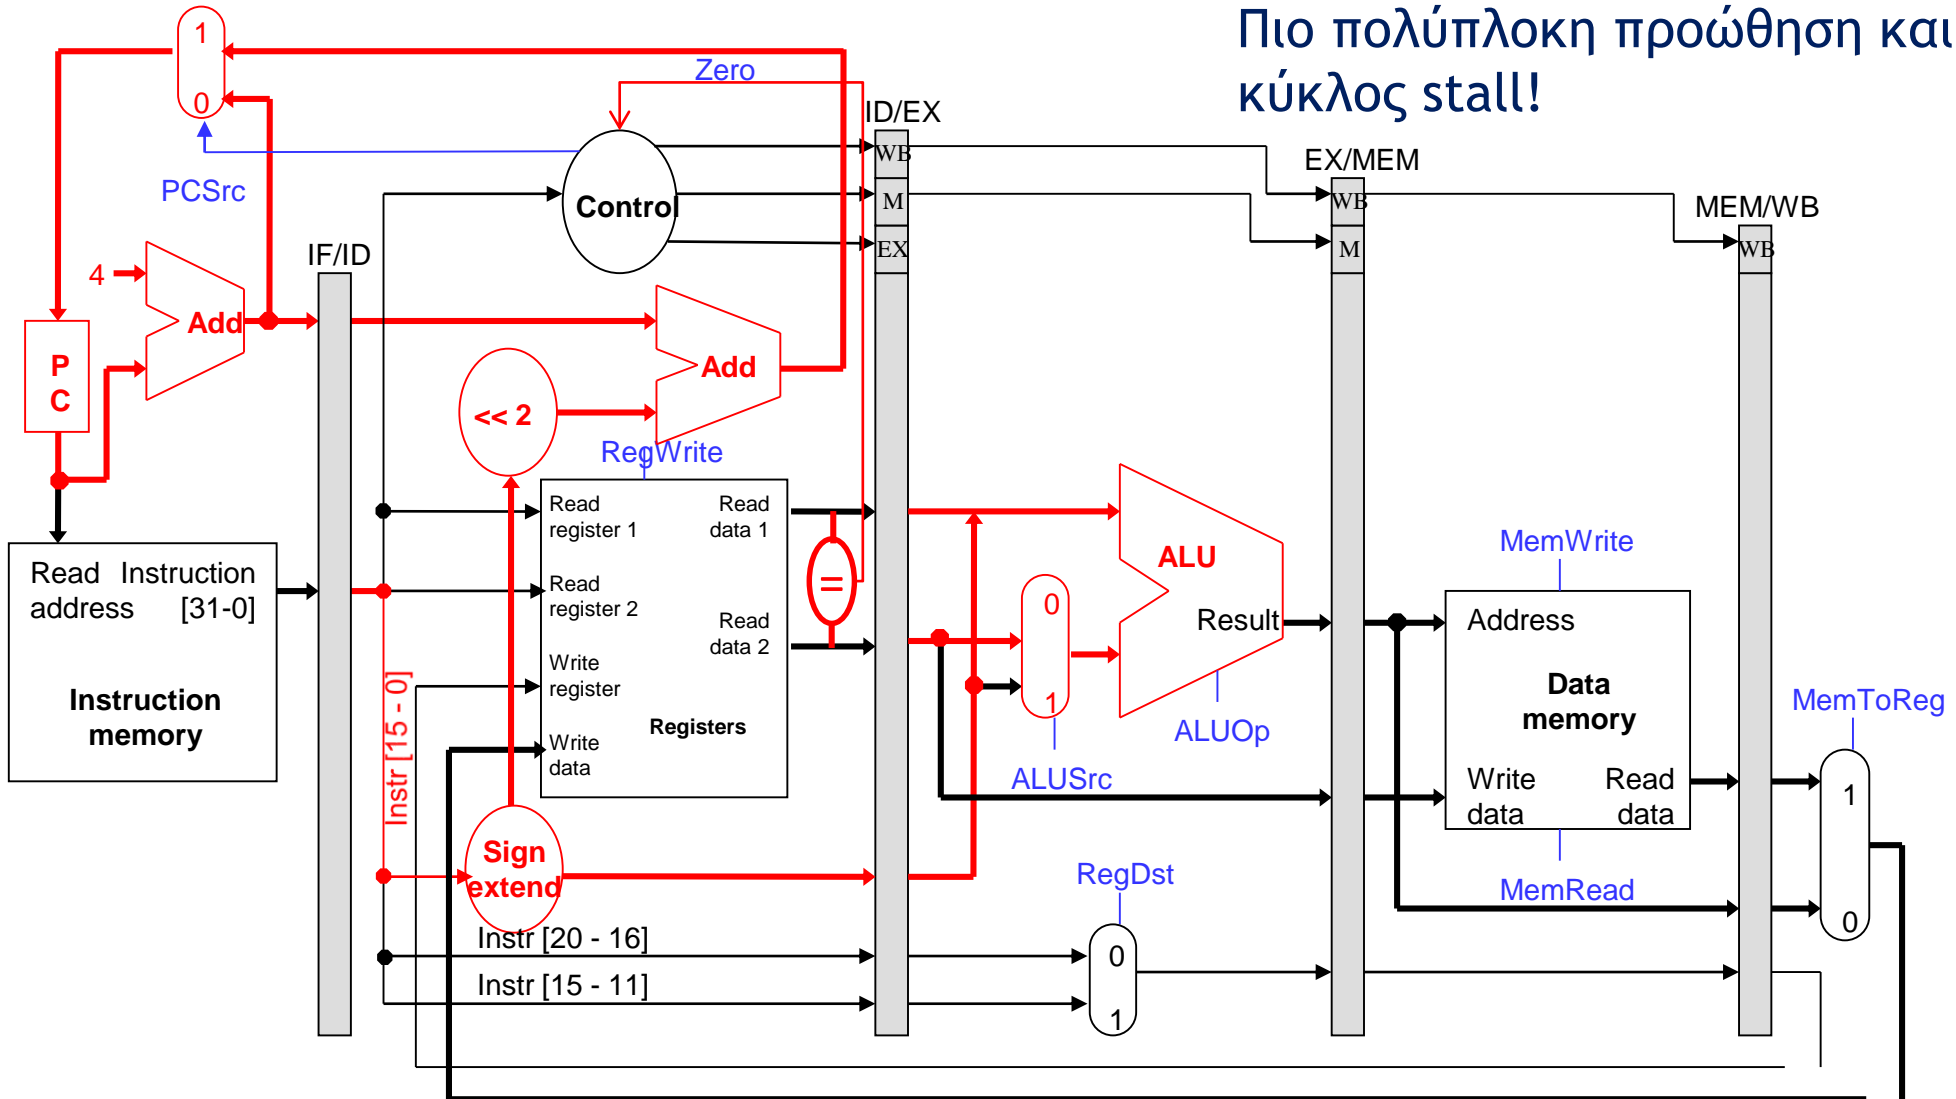 Πιο πολύπλοκη προώθηση και
κύκλος stall!
1
0
Zero
PCSrc
Control
ID/EX
WB
M
EX
EX/MEM
WB
M
MEM/WB
WB
IF/ID
4
Add
P
C
<< 2
Add
RegWrite
Read
register 1
Read
data 1
Read
register 2
Read
data 2
Write
register
Write
data
Registers
=
Read Instruction
address [31-0]
Instruction
memory
Instr [15 - 0]
Sign
extend
Instr [20 - 16]
Instr [15 - 11]
0
1
ALUSrc
ALU
Result
ALUOp
RegDst
0
1
MemWrite
Address
Data
memory
Write
data
Read
data
MemRead
MemToReg
1
0